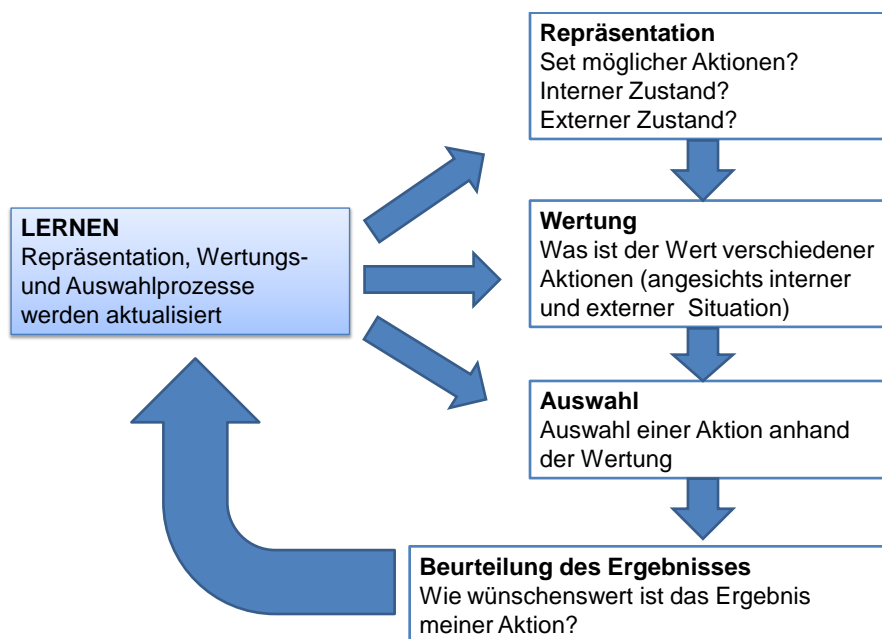 Repräsentation
Set möglicher Aktionen?
Interner Zustand?
Externer Zustand?
LERNEN
Repräsentation, Wertungs-
und Auswahlprozesse
werden aktualisiert
Wertung
Was ist der Wert verschiedener
Aktionen (angesichts interner
und externer Situation)
Auswahl
Auswahl einer Aktion anhand
der Wertung
Beurteilung des Ergebnisses
Wie wünschenswert ist das Ergebnis
meiner Aktion?